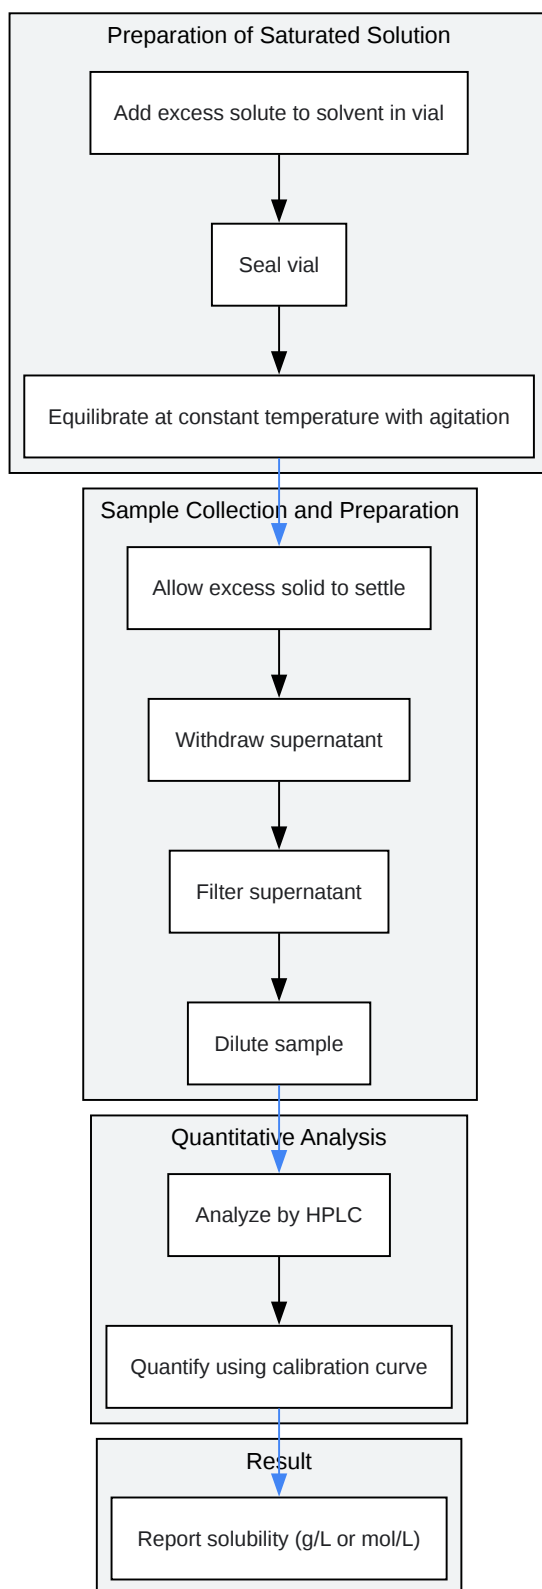 Preparation of Saturated Solution
Add excess solute to solvent in vial
Seal vial
Equilibrate at constant temperature with agitation
Sample Collection and Preparation
Allow excess solid to settle
Withdraw supernatant
Filter supernatant
Dilute sample
Quantitative Analysis
Analyze by HPLC
Quantify using calibration curve
Result
Report solubility (g/L or mol/L)